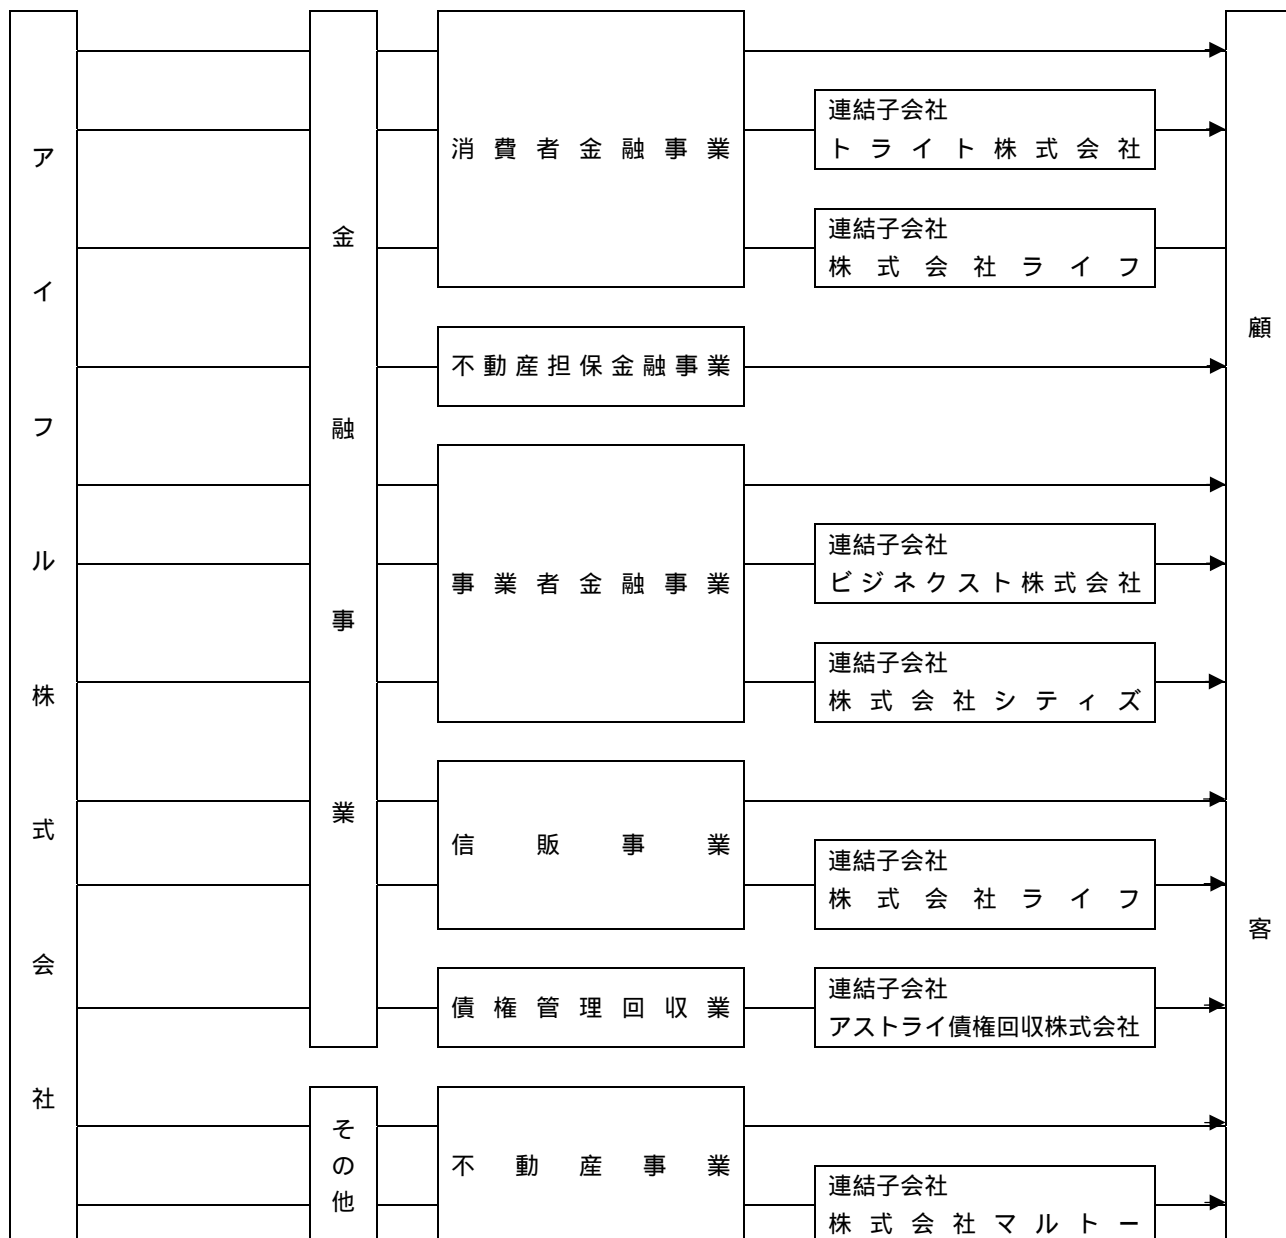 アイフル株式会社
金融事業
消費者金融事業
連結子会社
トライト株式会社
連結子会社
株式会社ライフ
不動産担保金融事業
事業者金融事業
連結子会社
ビジネクスト株式会社
連結子会社
株式会社シティズ
信販事業
連結子会社
株式会社ライフ
債権管理回収業
連結子会社
アストライ債権回収株式会社
その他
不動産事業
連結子会社
株式会社マルトー
顧客